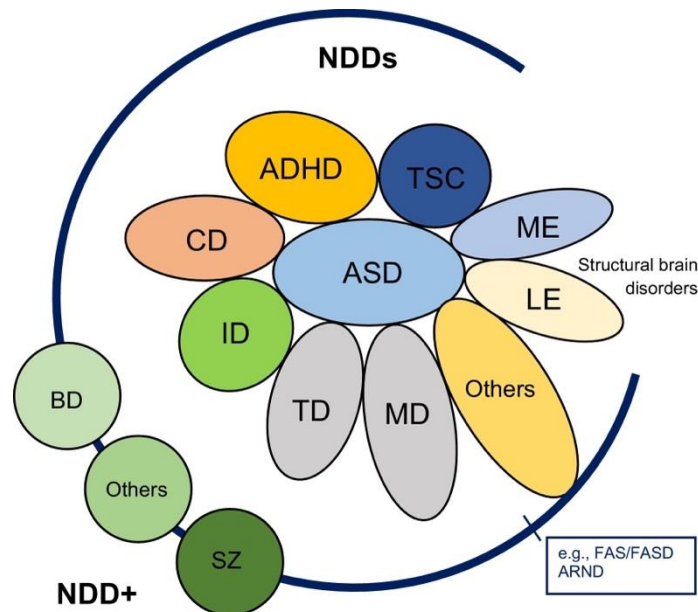 NDDs
ADHD
TSC
CD
ME
ASD
Structural brain
disorders
LE
ID
BD
TD
MD
Others
Others
SZ
e.g., FAS/FASD
ARND
NDD+